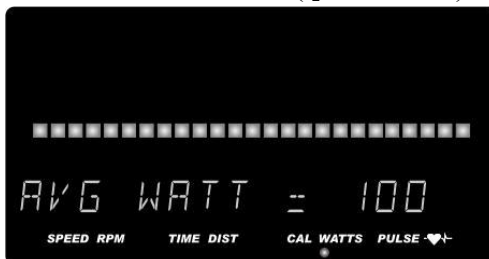 AVG WATT = 100
SPEED RPM TIME DIST CAL WATTS PULSE